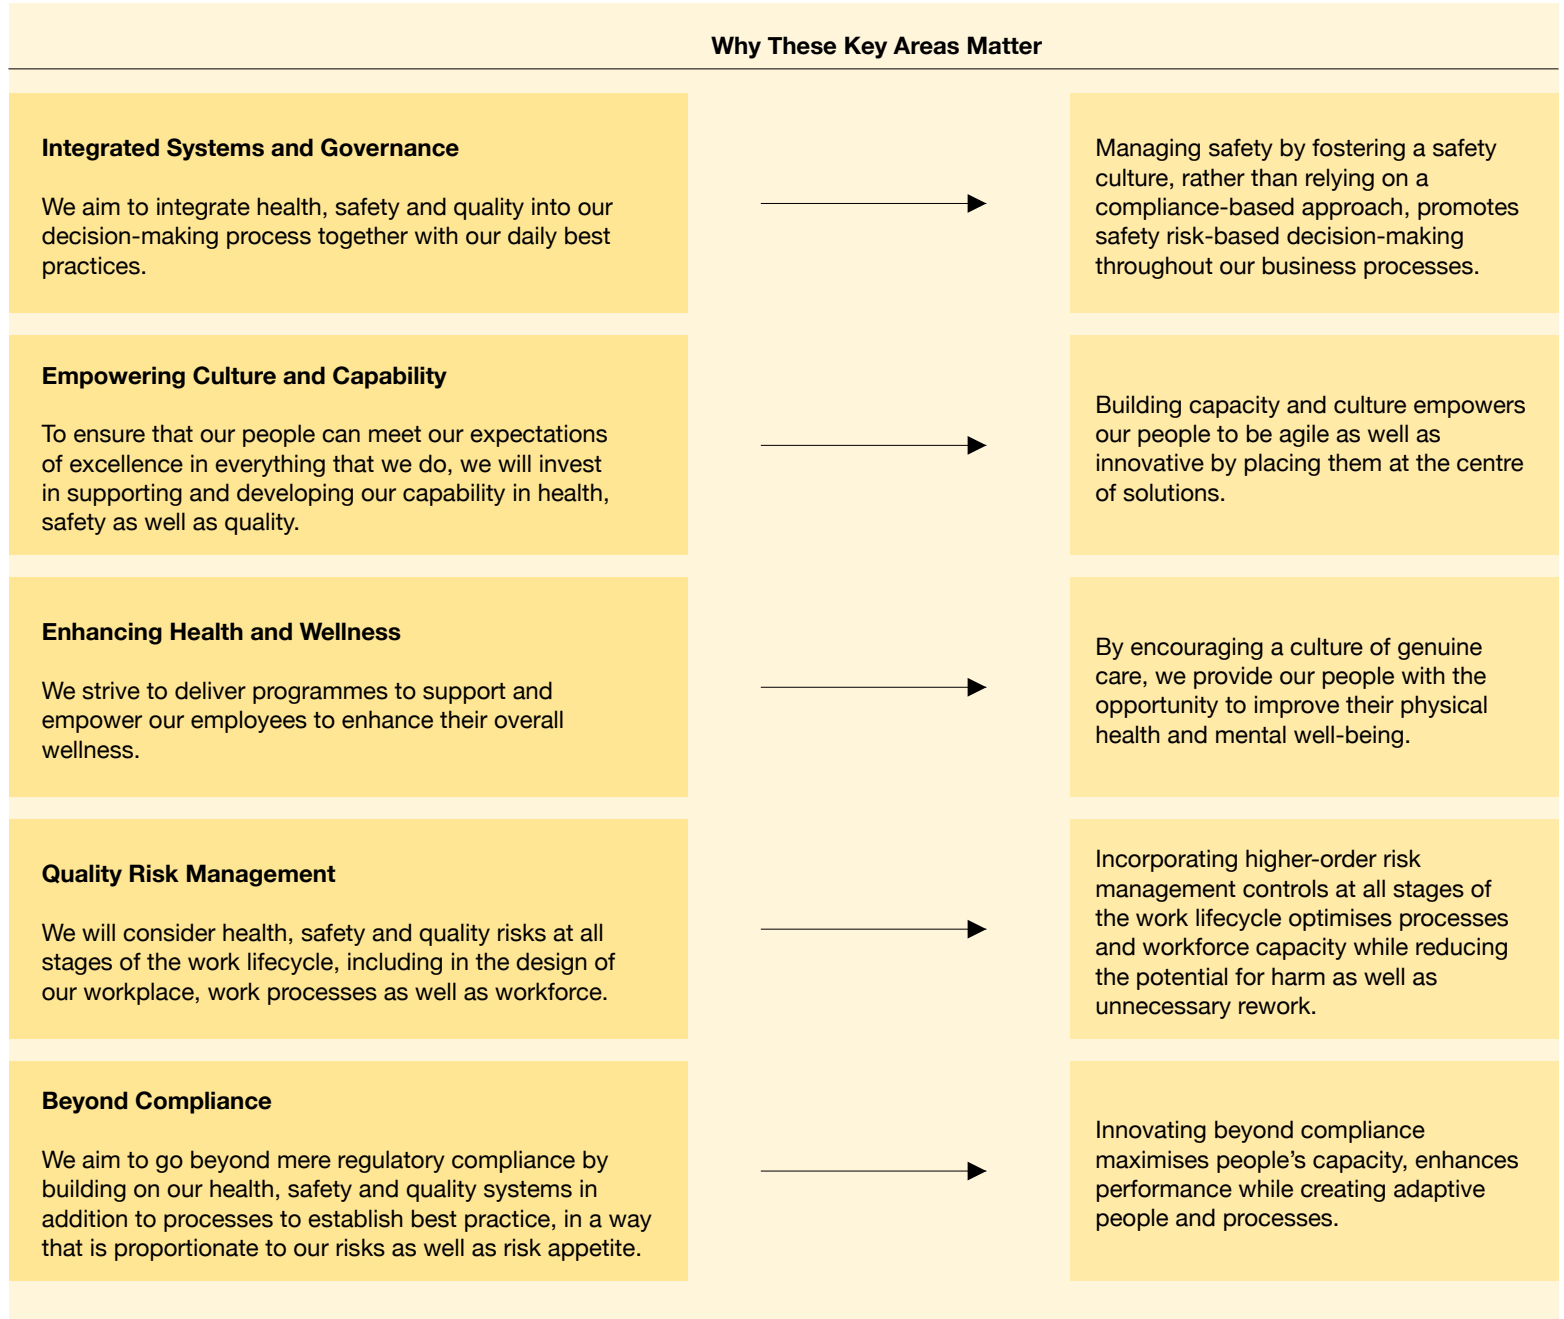 Why These Key Areas Matter
Integrated Systems and Governance
We aim to integrate health, safety and quality into our
decision-making process together with our daily best
practices.
Managing safety by fostering a safety
culture, rather than relying on a
compliance-based approach, promotes
safety risk-based decision-making
throughout our business processes.
Empowering Culture and Capability
To ensure that our people can meet our expectations
of excellence in everything that we do, we will invest
in supporting and developing our capability in health,
safety as well as quality.
Building capacity and culture empowers
our people to be agile as well as
innovative by placing them at the centre
of solutions.
Enhancing Health and Wellness
We strive to deliver programmes to support and
empower our employees to enhance their overall
wellness.
By encouraging a culture of genuine
care, we provide our people with the
opportunity to improve their physical
health and mental well-being.
Quality Risk Management
We will consider health, safety and quality risks at all
stages of the work lifecycle, including in the design of
our workplace, work processes as well as workforce.
Incorporating higher-order risk
management controls at all stages of
the work lifecycle optimises processes
and workforce capacity while reducing
the potential for harm as well as
unnecessary rework.
Beyond Compliance
We aim to go beyond mere regulatory compliance by
building on our health, safety and quality systems in
addition to processes to establish best practice, in a way
that is proportionate to our risks as well as risk appetite.
Innovating beyond compliance
maximises people’s capacity, enhances
performance while creating adaptive
people and processes.